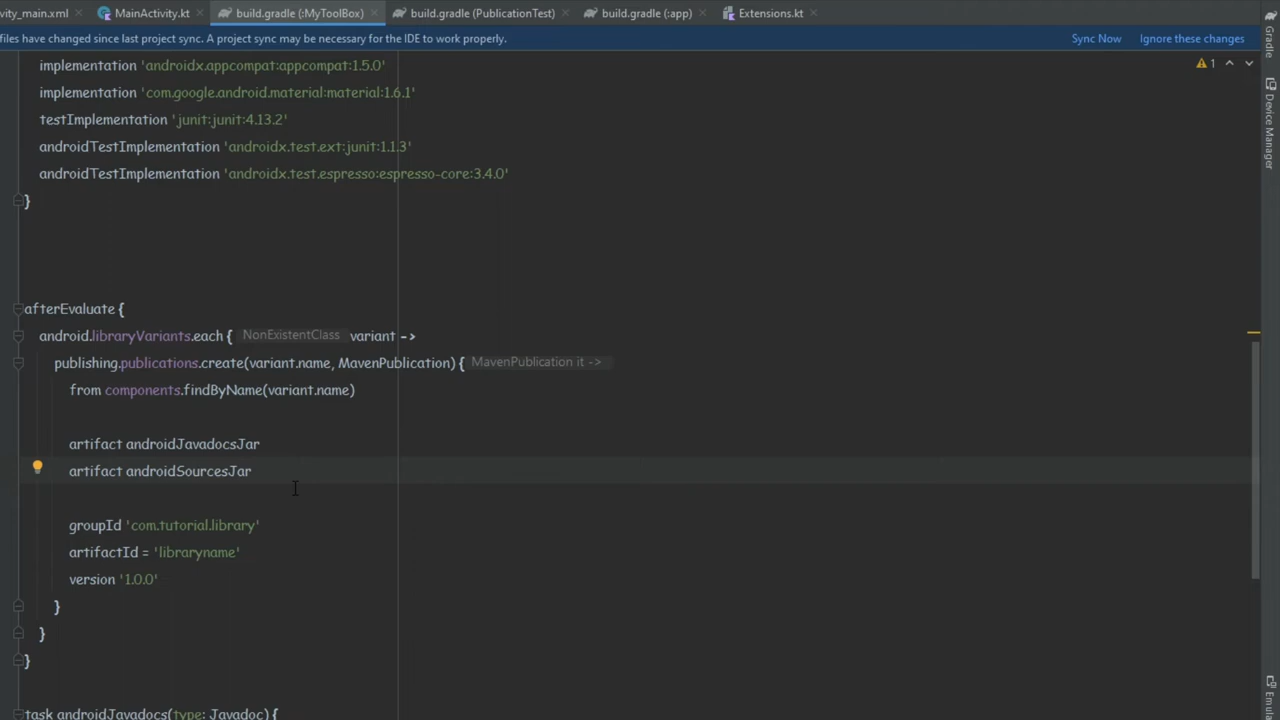 vity_main.xml MainActivity.kt build.gradle (:MyToolBox) build.gradle (PublicationTest) build.gradle (:app) Extensions.kt
files have changed since last project sync. A project sync may be necessary for the IDE to work properly. Sync Now Ignore these changes
implementation 'androidx.appcompat:appcompat:1.5.0' 1
implementation 'com.google.android.material:material:1.6.1'
testImplementation 'junit:junit:4.13.2'
androidTestImplementation 'androidx.test.ext:junit:1.1.3'
androidTestImplementation 'androidx.test.espresso:espresso-core:3.4.0'
}
afterEvaluate {
android.libraryVariants.each { NonExistentClass variant ->
publishing.publications.create(variant.name, MavenPublication) { MavenPublication it ->
from components.findByName(variant.name)
artifact androidJavadocsJar
artifact androidSourcesJar
groupId 'com.tutorial.library'
artifactId = 'libraryname'
version '1.0.0'
}
}
}
task androidJavadocs(type: Javadoc) {
Gradle
Device Manager
Emula